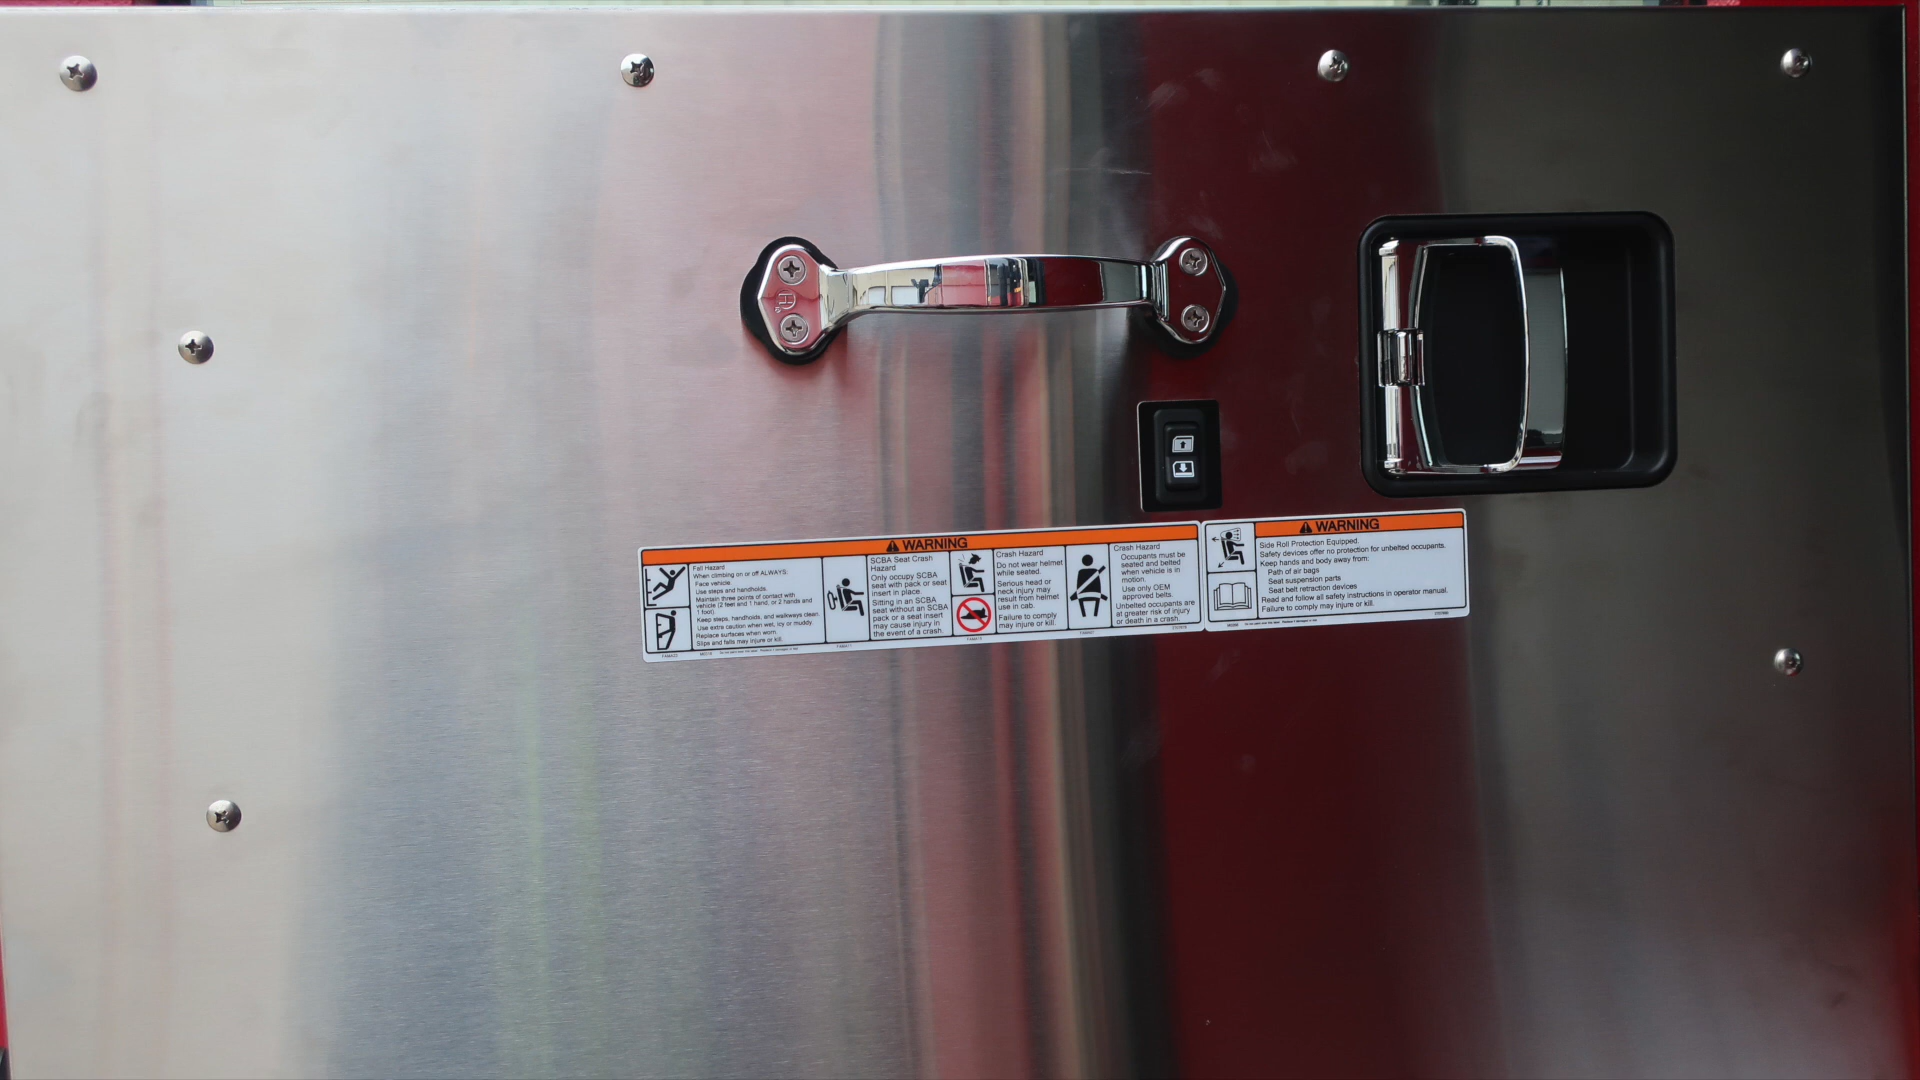 WARNING
Fall Hazard
When climbing on or off ALWAYS:
Face vehicle.
Use steps and handholds.
Maintain three points of contact with
vehicle (2 feet and 1 hand, or 2 hands and
1 foot).
Keep steps, handholds, and walkways clean.
Use extra caution when wet, icy or muddy.
Replace surfaces when worn.
Slips and falls may injure or kill.
SCBA Seat Crash
Hazard
Only occupy SCBA
seat with pack or seat
insert in place.
Sitting in an SCBA
seat without an SCBA
pack or a seat insert
may cause injury in
the event of a crash.
Crash Hazard
Do not wear helmet
while seated.
Serious head or
neck injury may
result from helmet
use in cab.
Failure to comply
may injure or kill.
Crash Hazard
Occupants must be
seated and belted
when vehicle is in
motion.
Use only OEM
approved belts.
Unbelted occupants are
at greater risk of injury
or death in a crash.
WARNING
Side Roll Protection Equipped.
Safety devices offer no protection for unbelted occupants.
Keep hands and body away from:
Path of air bags
Seat suspension parts
Seat belt retraction devices
Read and follow all safety instructions in operator manual.
Failure to comply may injure or kill.